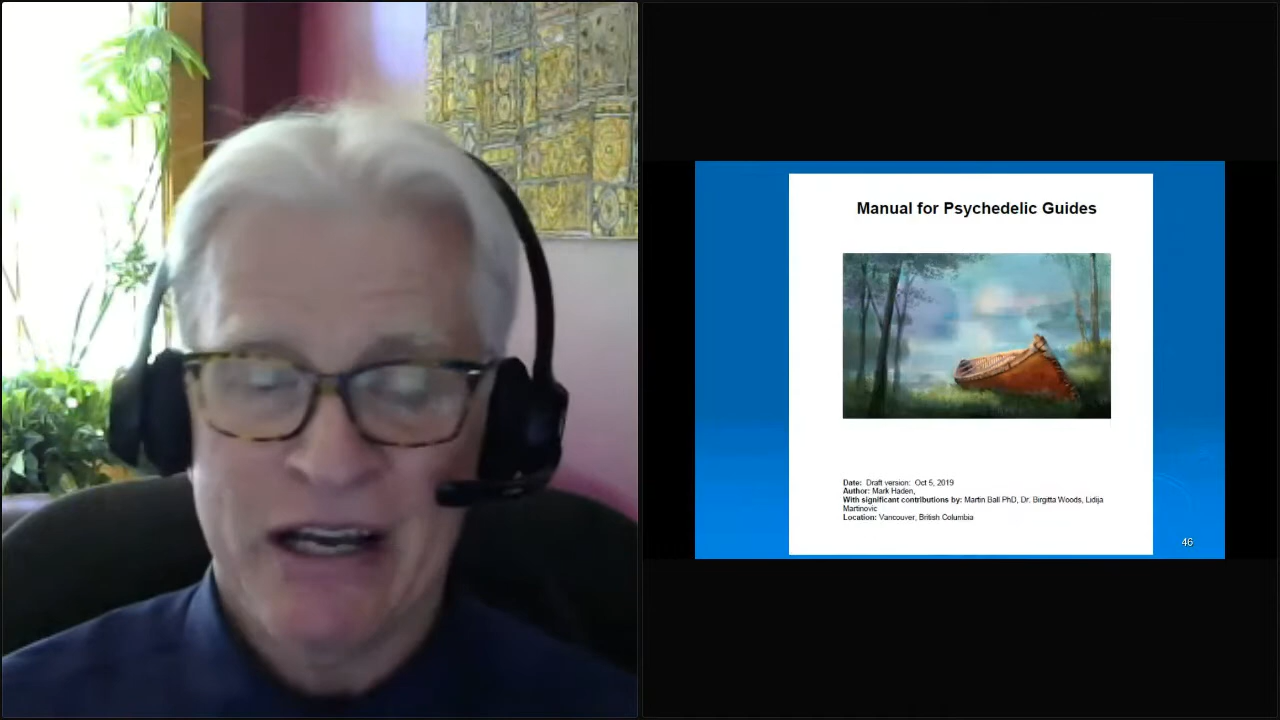 Manual for Psychedelic Guides
Date: Draft version: Oct 5, 2019
Author: Mark Haden,
With significant contributions by: Martin Ball PhD, Dr. Birgitta Woods, Lidija
Martinovic
Location: Vancouver, British Columbia
46